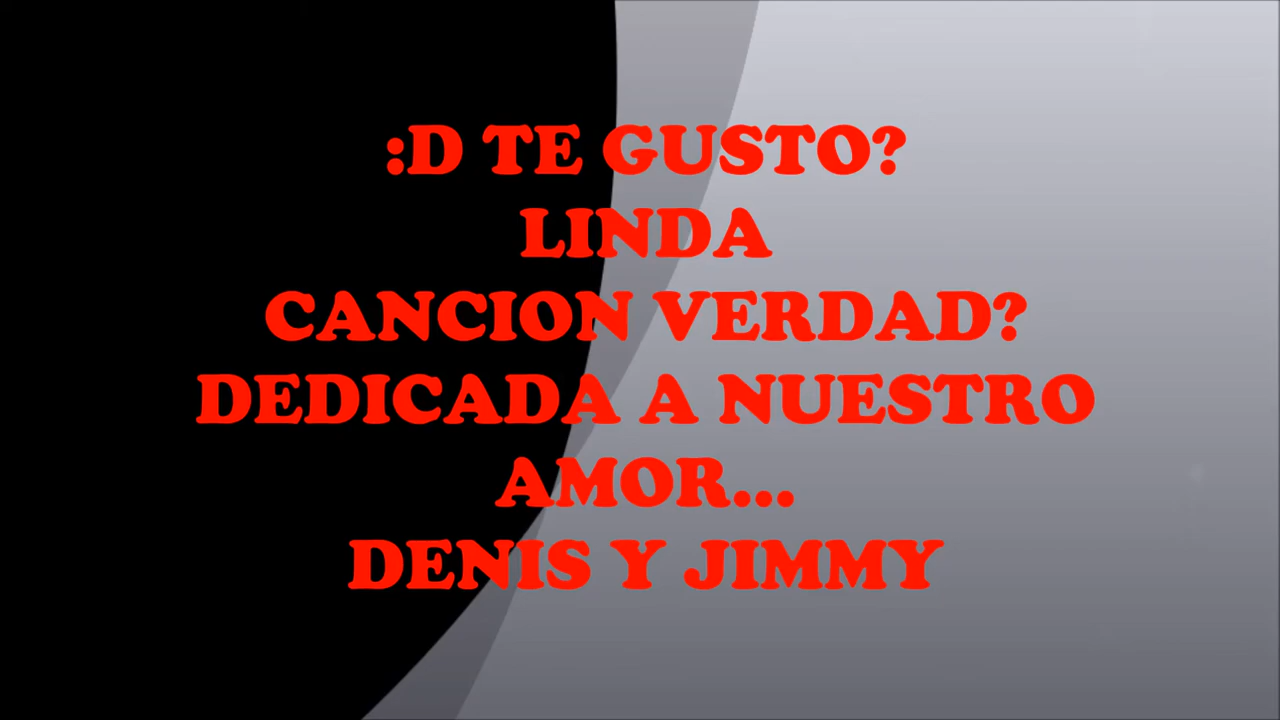 :D TE GUSTO?
LINDA
CANCION VERDAD?
DEDICADA A NUESTRO
AMOR...
DENIS Y JIMMY